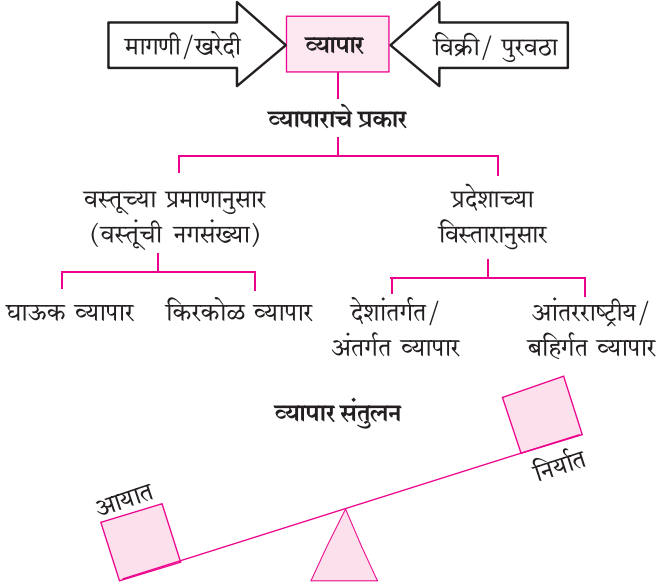 मागणी/खरेदी
व्यापार
विक्री/ पुरवठा
व्यापाराचे प्रकार
वस्तूच्या प्रमाणानुसार
(वस्तूंची नगसंख्या)
प्रदेशाच्या
विस्तारानुसार
घाऊक व्यापार
किरकोळ व्यापार
देशांतर्गत/
अंतर्गत व्यापार
आंतरराष्ट्रीय/
बहिर्गत व्यापार
व्यापार संतुलन
निर्यात
आयात